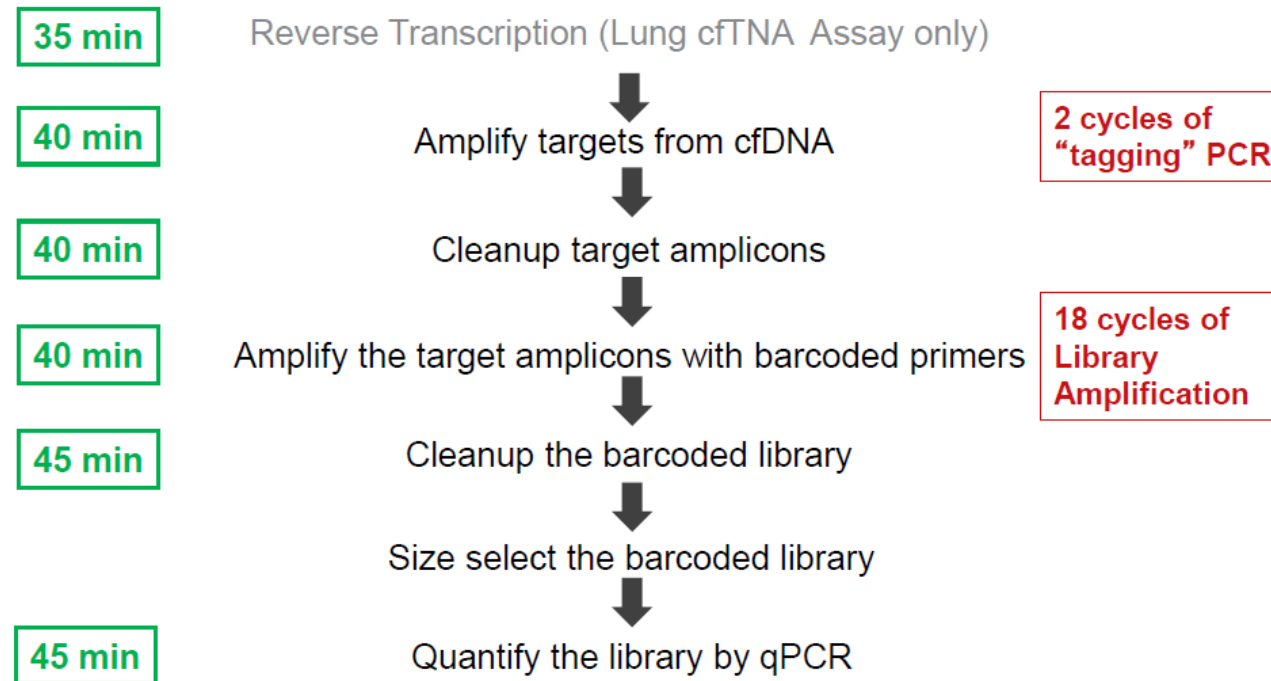 35 min
Reverse Transcription (Lung cfTNA Assay only)
40 min
Amplify targets from cfDNA
2 cycles of
“tagging” PCR
40 min
Cleanup target amplicons
40 min
Amplify the target amplicons with barcoded primers
18 cycles of
Library
Amplification
45 min
Cleanup the barcoded library
Size select the barcoded library
45 min
Quantify the library by qPCR